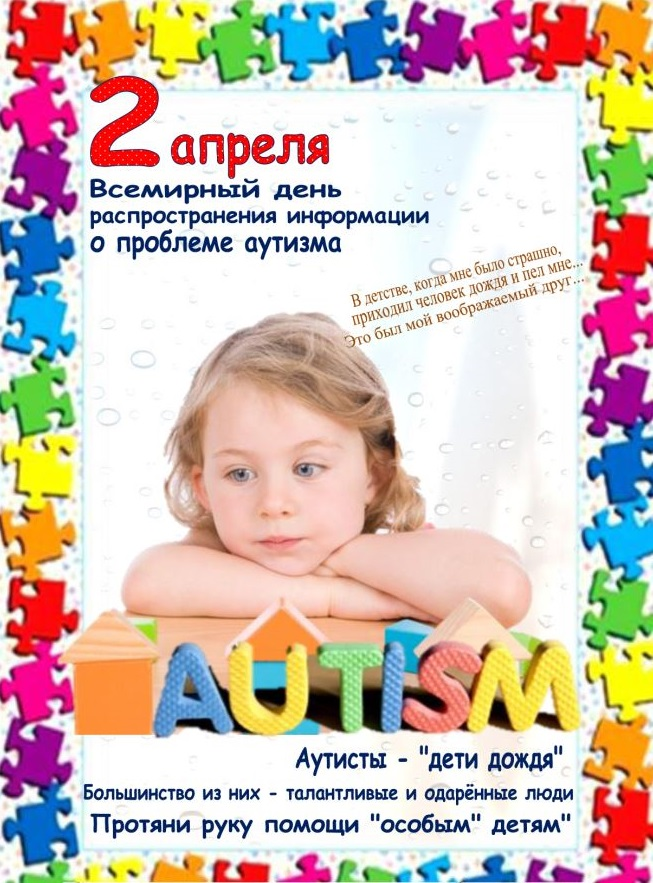 2 апреля
Всемирный день
распространения информации
о проблеме аутизма
В детстве, когда мне было страшно,
приходил человек дождя и пел мне...
Это был мой воображаемый друг...
AUTISM
Аутисты - "дети дождя"
Большинство из них - талантливые и одарённые люди
Протяни руку помощи "особым" детям"